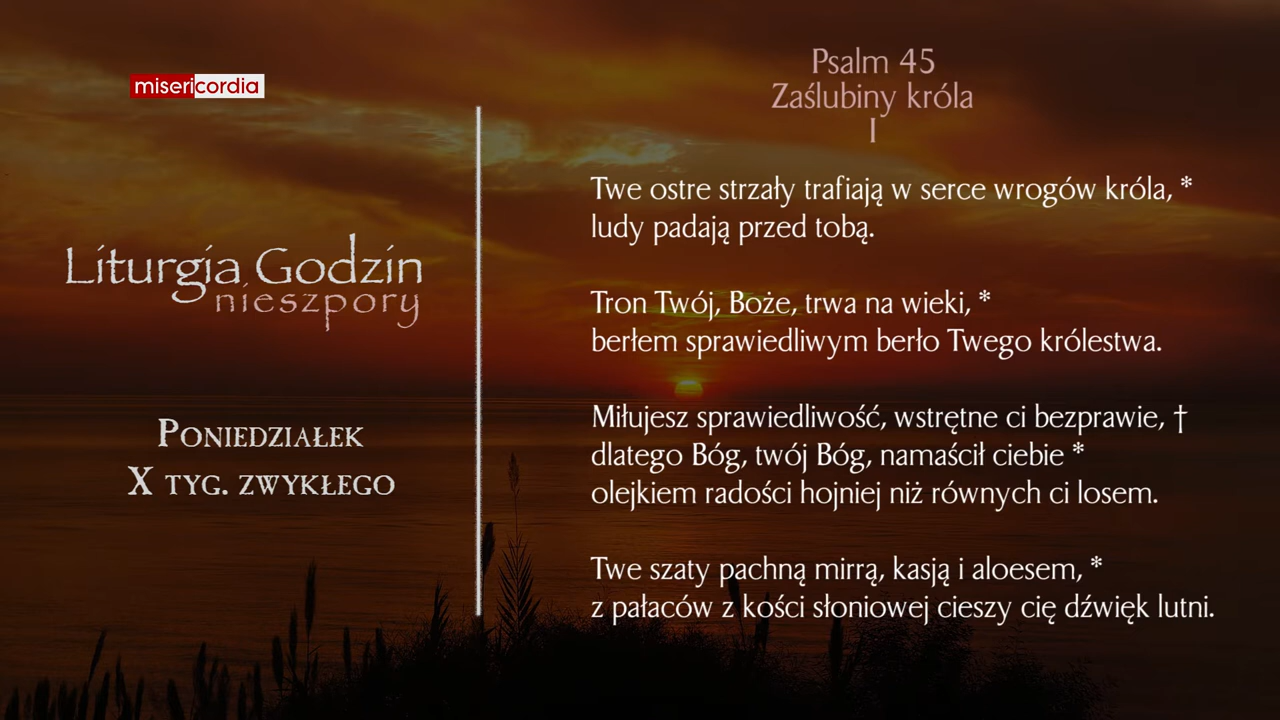 misericordia
Liturgia Godzin
nieszpory
Poniedziałek
X tyg. zwykłego
Psalm 45
Zaślubiny króla
I
Twe ostre strzały trafiają w serce wrogów króla, *
ludy padają przed tobą.
Tron Twój, Boże, trwa na wieki, *
berłem sprawiedliwym berło Twego królestwa.
Miłujesz sprawiedliwość, wstrętne ci bezprawie, †
dlatego Bóg, twój Bóg, namaścił ciebie *
olejkiem radości hojniej niż równych ci losem.
Twe szaty pachną mirrą, kasją i aloesem, *
z pałaców z kości słoniowej cieszy cię dźwięk lutni.